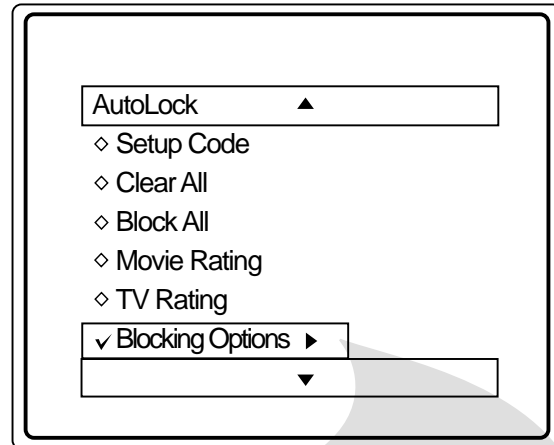 AutoLock ▲
◇ Setup Code
◇ Clear All
◇ Block All
◇ Movie Rating
◇ TV Rating
✓ Blocking Options ▶
▼